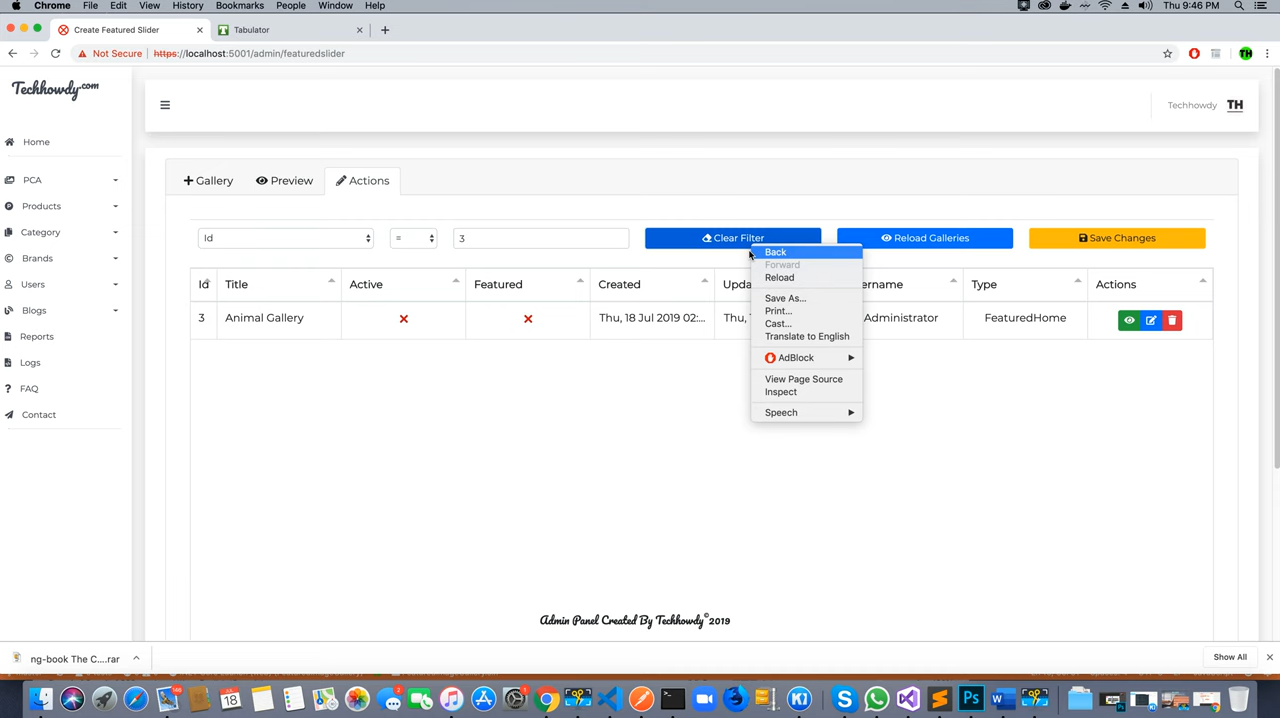 Chrome File Edit View History Bookmarks People Window Help Thu 9:46 PM
Create Featured Slider × Tabulator × +
Not Secure https://localhost:5001/admin/featuredslider TH
Techhowdy.com
Techhowdy TH
Home
PCA
Products
Category
Brands
Users
Blogs
Reports
Logs
FAQ
Contact
Gallery Preview Actions
Id = 3 Clear Filter Reload Galleries Save Changes
Id Title Active Featured Created Type Actions
3 Animal Gallery Thu, 18 Jul 2019 02:... Administrator FeaturedHome
Back
Forward
Reload
Save As...
Print...
Cast...
Translate to English
AdBlock
View Page Source
Inspect
Speech
Admin Panel Created By Techhowdy©2019
ng-book The C....rar Show All